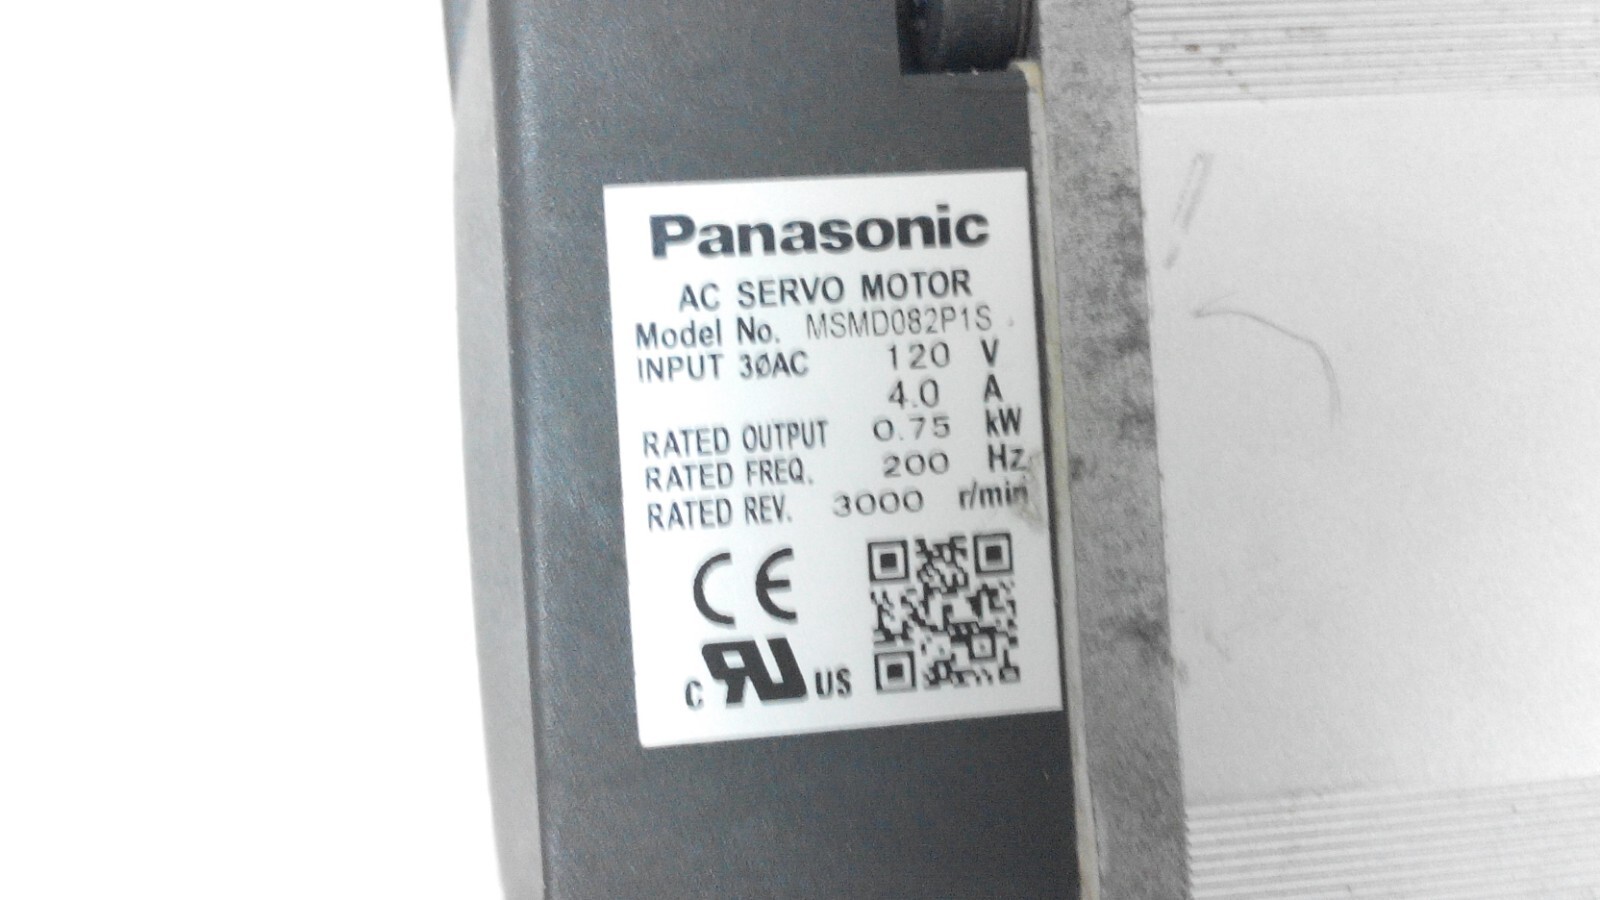 Panasonic
AC SERVO MOTOR
Model No. MSMD082P1S
INPUT 3ØAC 120 V
4.0 A
RATED OUTPUT 0.75 kW
RATED FREQ. 200 Hz
RATED REV. 3000 r/min
CE
C RU US